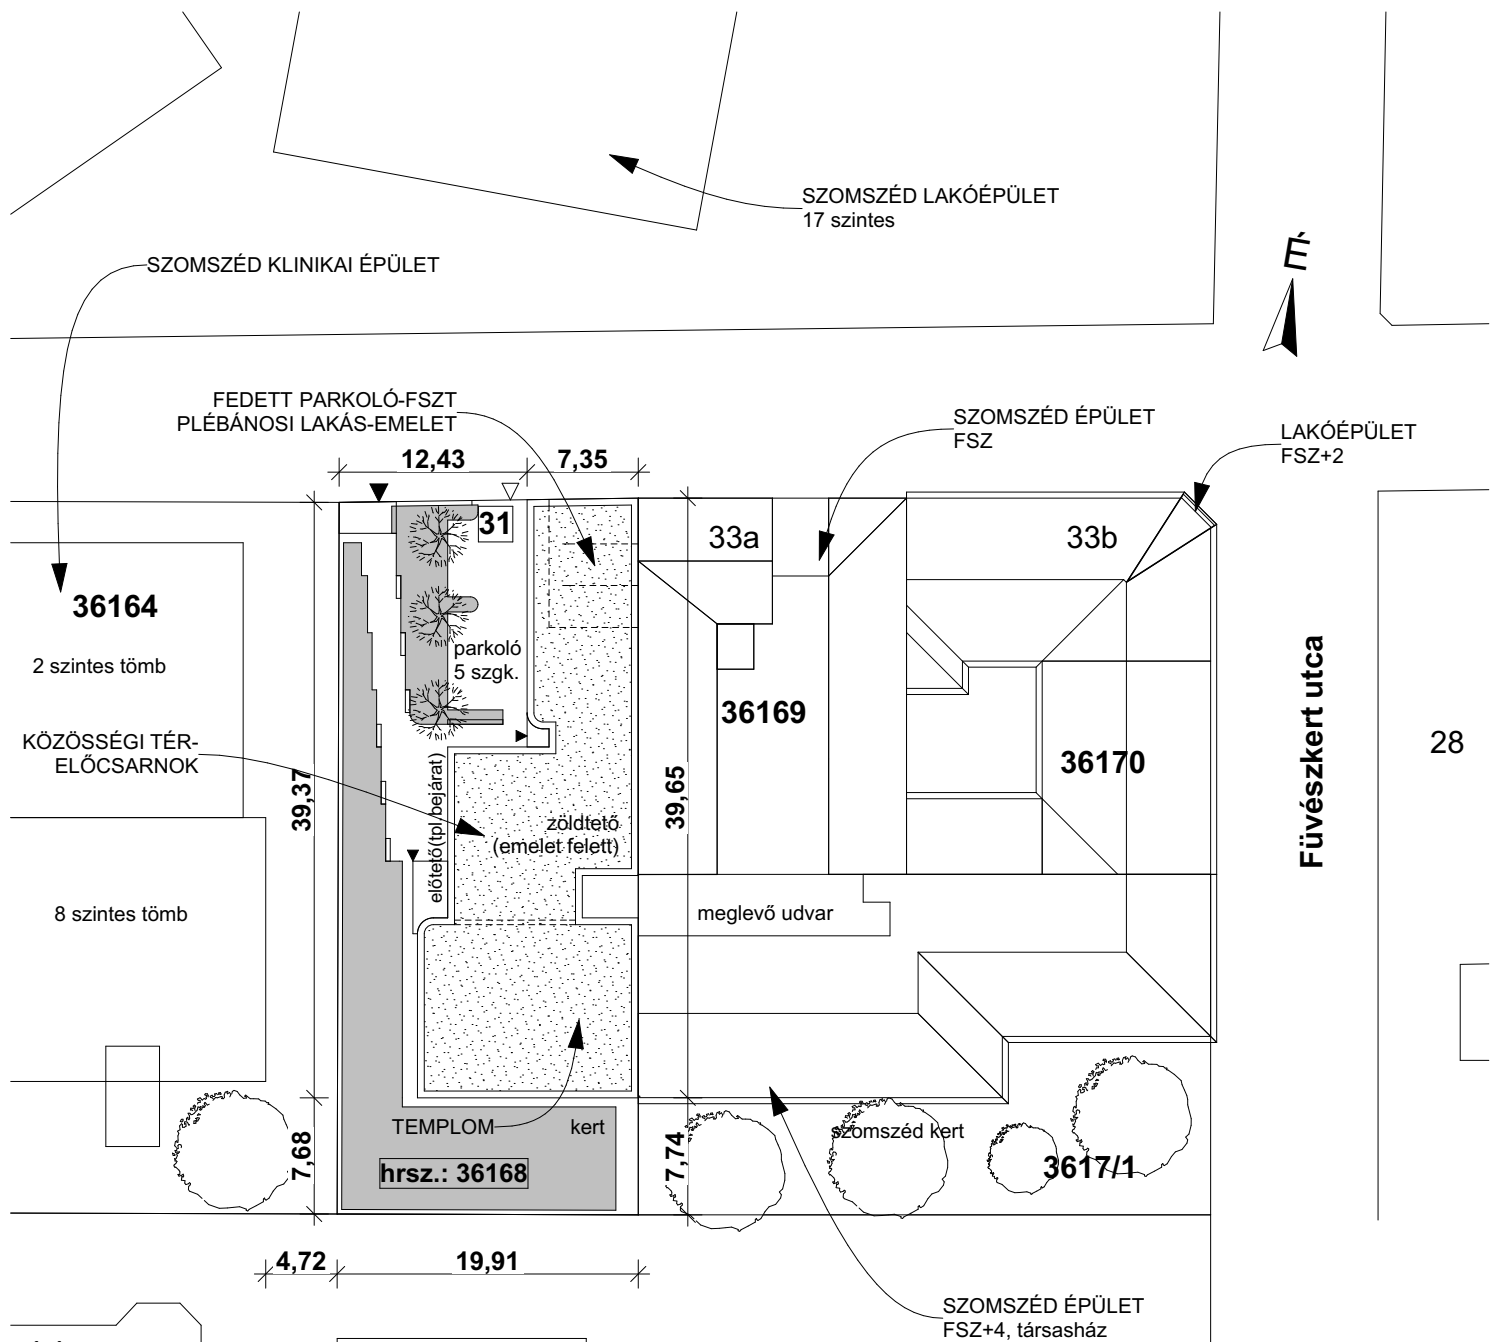 SZOMSZÉD LAKÓÉPÜLET
17 szintes
É
SZOMSZÉD KLINIKAI ÉPÜLET
FEDETT PARKOLÓ-FSZT
PLÉBÁNOSI LAKÁS-EMELET
SZOMSZÉD ÉPÜLET
FSZ
LAKÓÉPÜLET
FSZ+2
12,43
7,35
31
33a
33b
36164
2 szintes tömb
parkoló
5 szgk.
36169
Füvészkert utca
28
KÖZÖSSÉGI TÉR-
ELŐCSARNOK
36170
39,37
39,65
előtető(tpl.bejárat)
zöldtető
(emelet felett)
8 szintes tömb
meglevő udvar
TEMPLOM
kert
szomszéd kert
7,68
7,74
hrsz.: 36168
3617/1
4,72
19,91
SZOMSZÉD ÉPÜLET
FSZ+4, társasház